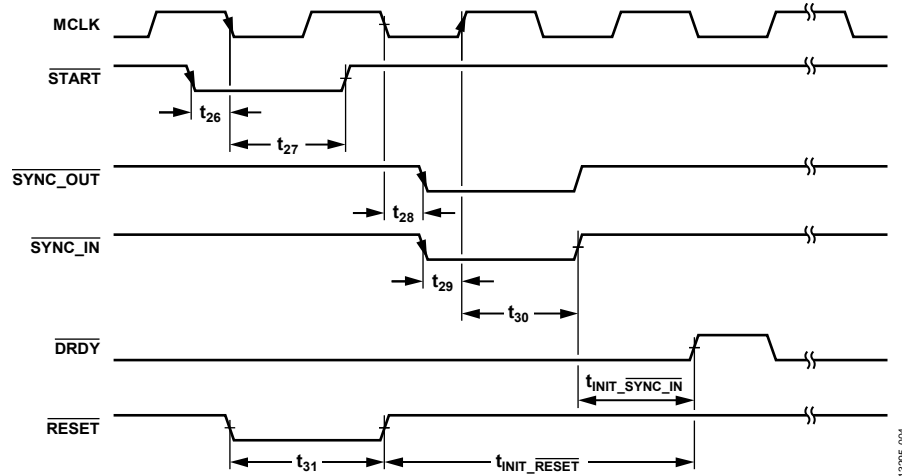 MCLK
START
t26
t27
SYNC_OUT
t28
SYNC_IN
t29
t30
DRDY
tINIT_SYNC_IN
RESET
t31
tINIT_RESET